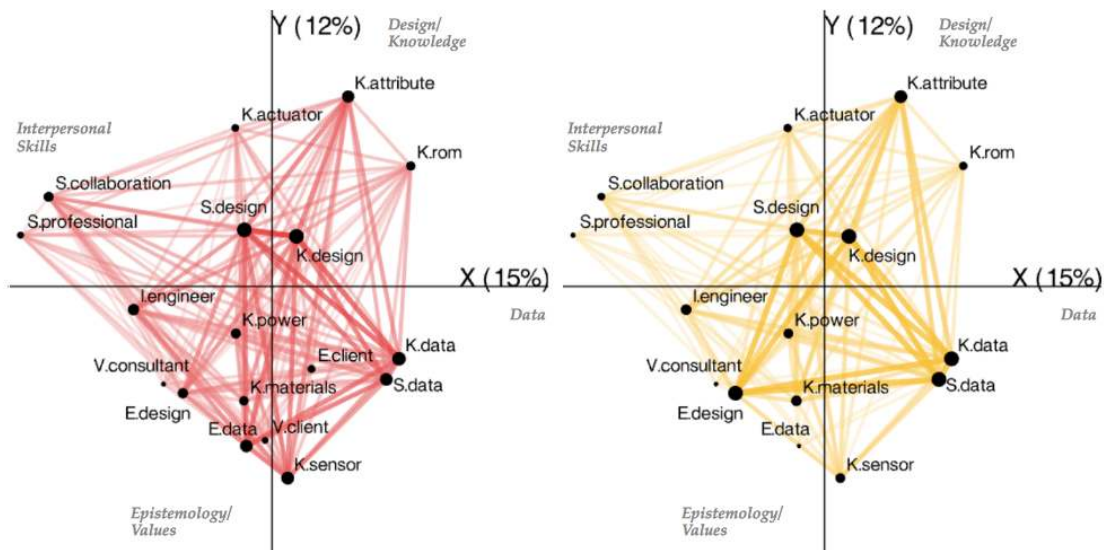 Y (12%)
Design/
Knowledge
K.attribute
K.actuator
Interpersonal
Skills
K.rom
S.collaboration
S.design
S.professional
K.design
X (15%)
I.engineer
Data
K.power
K.data
V.consultant
E.client
S.data
K.materials
E.design
E.data
V.client
K.sensor
Epistemology/
Values
Y (12%)
Design/
Knowledge
K.attribute
K.actuator
Interpersonal
Skills
K.rom
S.collaboration
S.design
S.professional
K.design
X (15%)
I.engineer
Data
K.power
K.data
V.consultant
K.materials
S.data
E.design
E.data
K.sensor
Epistemology/
Values